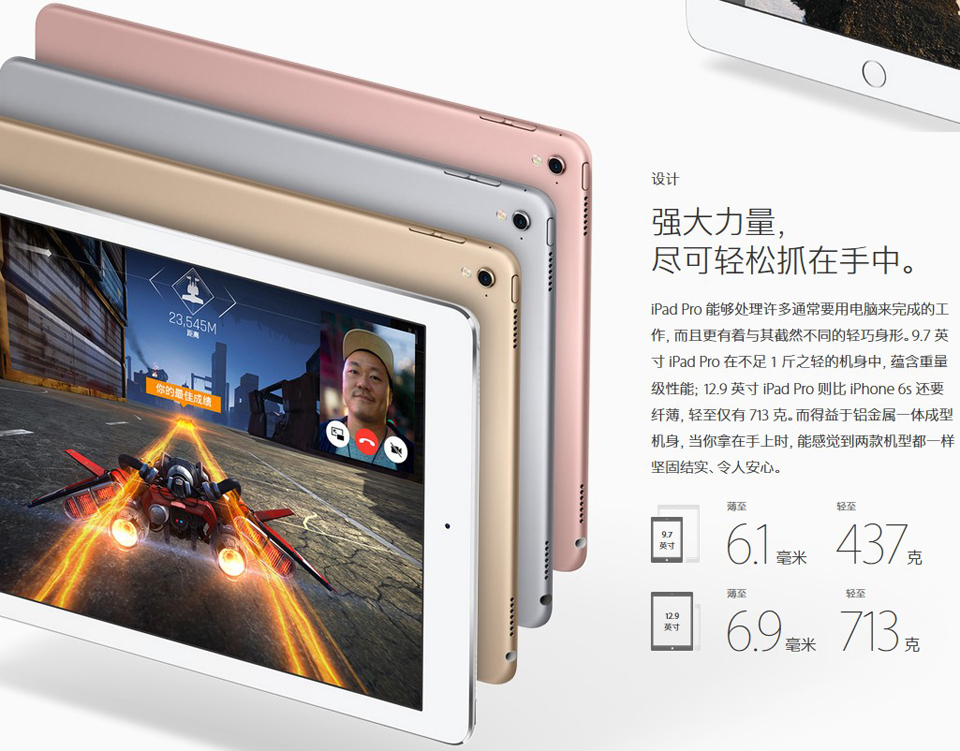 23,545M
距离
你的最佳成绩
设计
强大力量，
尽可轻松抓在手中。
iPad Pro 能够处理许多通常要用电脑来完成的工
作，而且更有着与其截然不同的轻巧身形。9.7 英
寸 iPad Pro 在不足 1 斤之轻的机身中，蕴含重量
级性能；12.9 英寸 iPad Pro 则比 iPhone 6s 还要
纤薄，轻至仅有 713 克。而得益于铝金属一体成型
机身，当你拿在手上时，能感觉到两款机型都一样
坚固结实、令人安心。
9.7
英寸
薄至
6.1 毫米
轻至
437 克
12.9
英寸
薄至
6.9 毫米
轻至
713 克